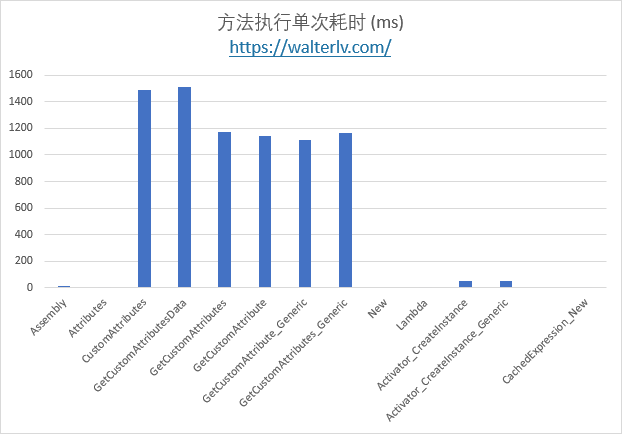 方法执行单次耗时 (ms)
https://walterlv.com/
1600
1400
1200
1000
800
600
400
200
0
Assembly
Attributes
CustomAttributes
GetCustomAttributesData
GetCustomAttributes
GetCustomAttribute
GetCustomAttribute_Generic
GetCustomAttributes_Generic
New
Lambda
Activator_CreateInstance
Activator_CreateInstance_Generic
CachedExpression_New